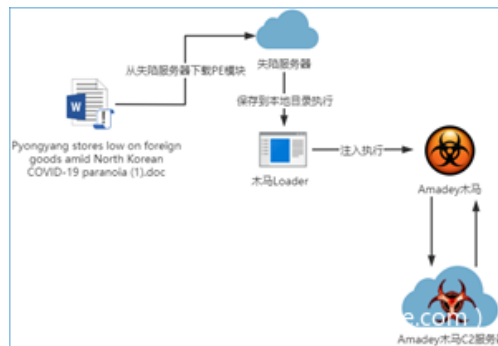 从失陷服务器下载PE模块
失陷服务器
W
保存到本地目录执行
Pyongyang stores low on foreign
goods amid North Korean
COVID-19 paranoia (1).doc
注入执行
木马Loader
Amadey木马
e.com )
Amadey木马C2服务